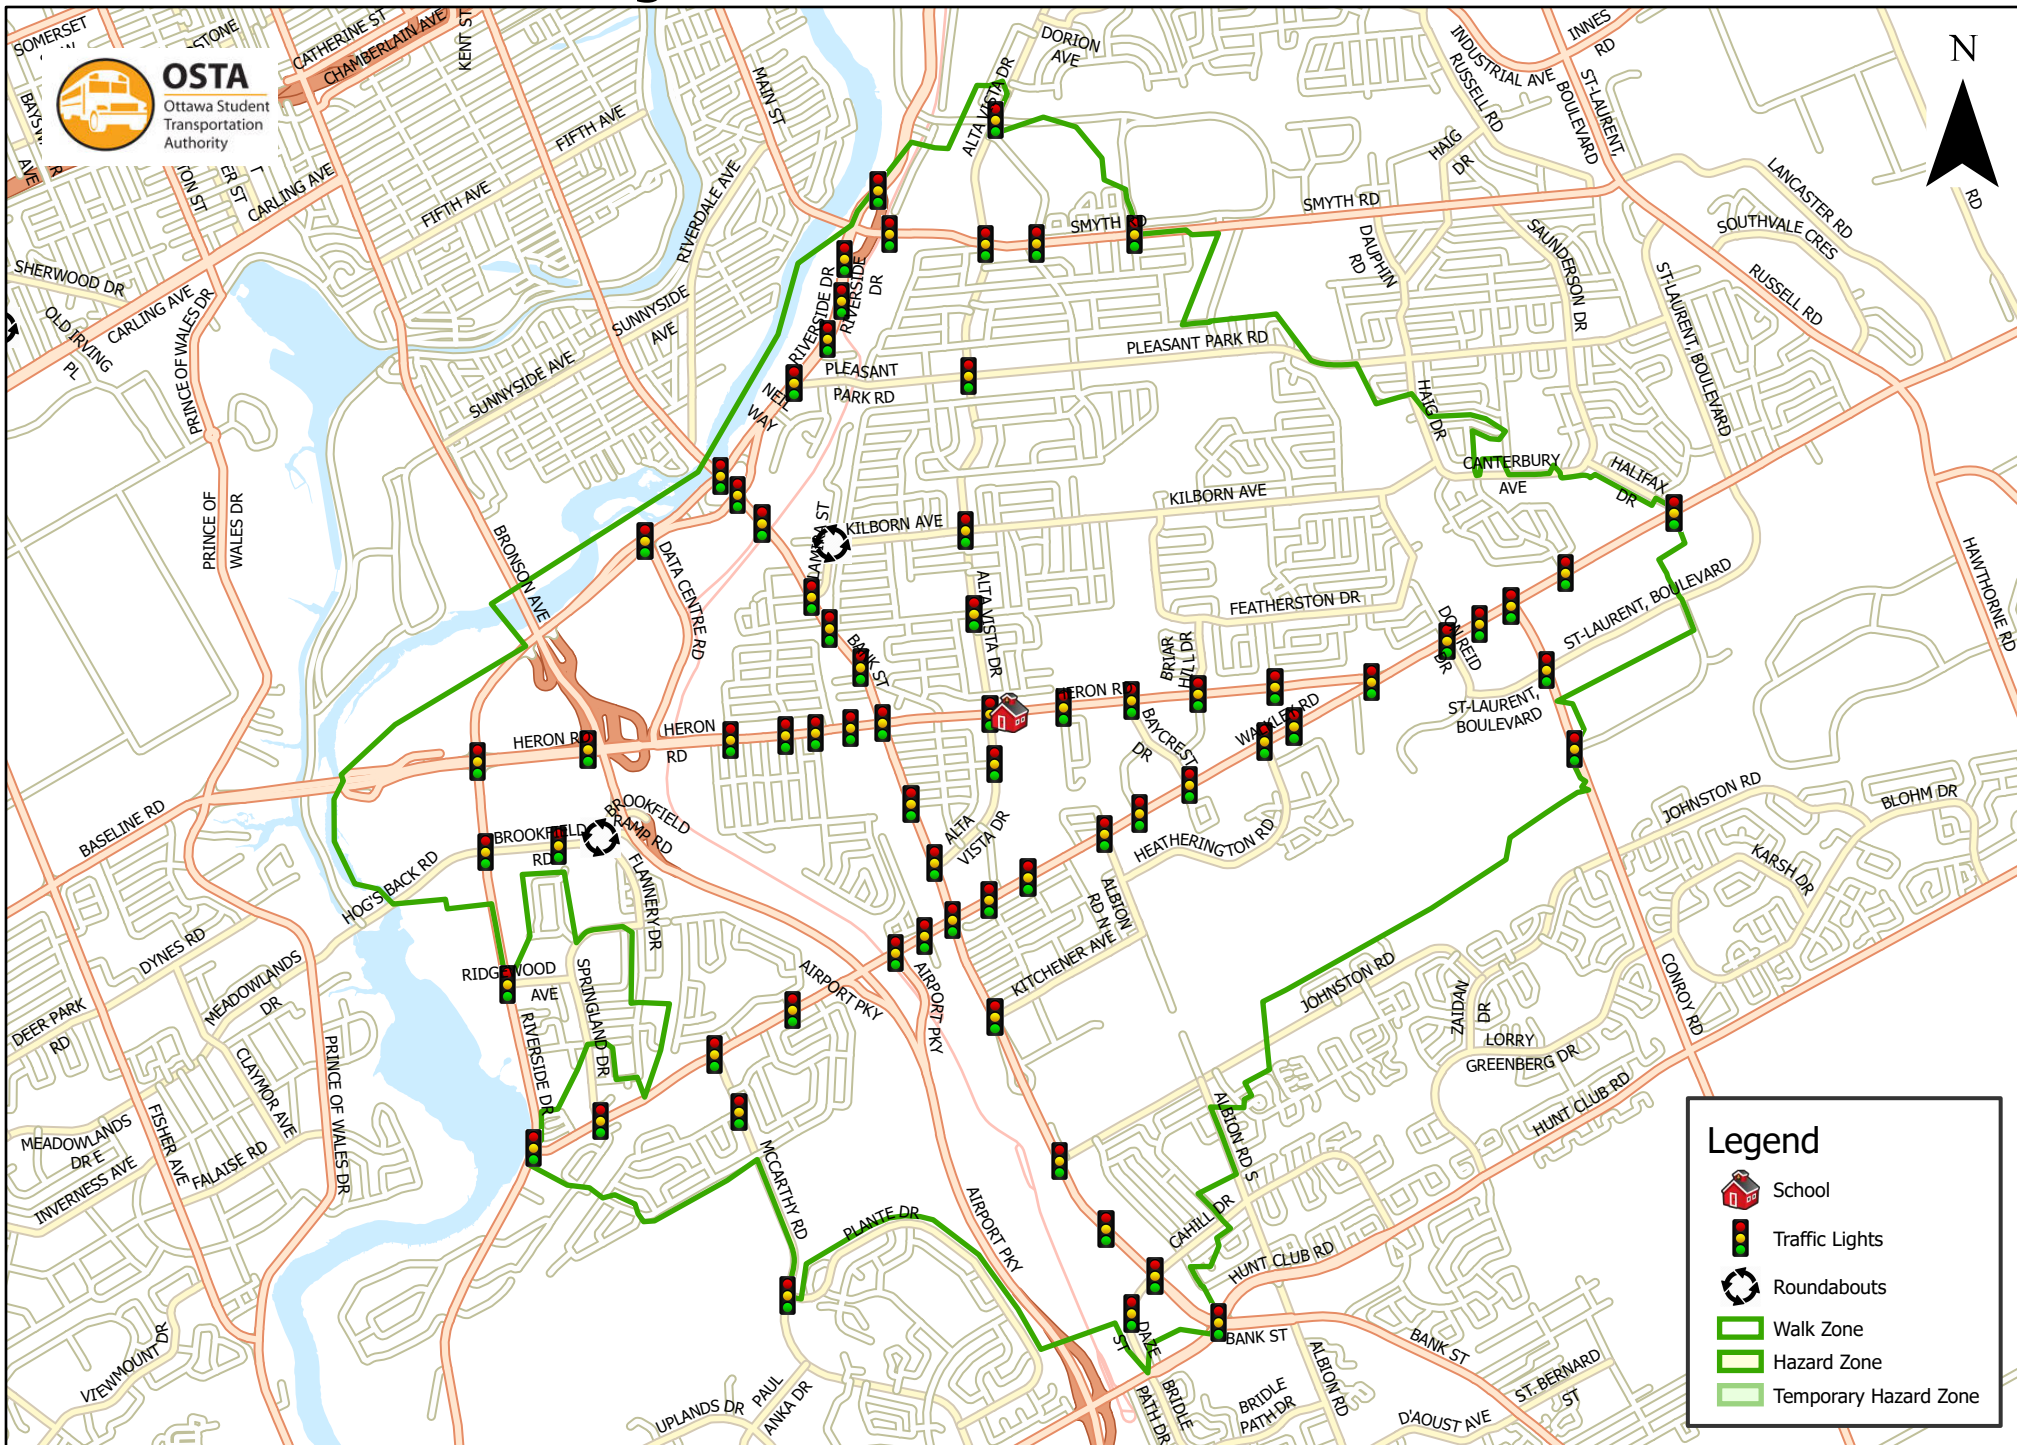 SOMERSET
CATHERINE ST
CHAMBERLAIN AVE
KENT ST
MAIN ST
DORION
AVE
INDUSTRIAL AVE
INNES
RD
RUSSELL RD
ST-LAURENT,
BOULEVARD
N
OSTA
Ottawa Student
Transportation
Authority
CARLING AVE
FIFTH AVE
FIFTH AVE
RIVERDALE AVE
ALTA VISTA DR
HAIG
DR
LANCASTER RD
RD
SOUTHVALE CRES
SMYTH RD
SMYTH RD
DAUPHIN
RD
SAUNDERSON DR
ST-LAURENT, BOULEVARD
RUSSELL RD
SHERWOOD DR
CARLING AVE
OLD IRVING
PL
PRINCE OF WALES DR
SUNNYSIDE
AVE
SUNNYSIDE AVE
RIVERSIDE DR
RIVERSIDE
DR
PLEASANT
PARK RD
PLEASANT PARK RD
NEIL
WAY
HAIG DR
CANTERBURY
AVE
HALIFAX
DR
PRINCE OF
WALES DR
BRONSON AVE
DATA CENTRE RD
LAMIRA ST
KILBORN AVE
KILBORN AVE
ALTA VISTA DR
FEATHERSTON DR
DON REID
DR
ST-LAURENT, BOULEVARD
HAWTHORNE RD
BANK ST
BRIAR
HILL DR
HERON RD
HERON RD
HERON
RD
BAYCREST
DR
WALKLEY RD
ST-LAURENT,
BOULEVARD
BASELINE RD
BROOKFIELD
RD
BROOKFIELD
RAMP RD
HOG'S BACK RD
FLANNERY DR
ALTA
VISTA DR
HEATHERINGTON RD
JOHNSTON RD
BLOHM DR
KARSH DR
DYNES RD
MEADOWLANDS
DR
DEER PARK
RD
RIDGEWOOD
AVE
SPRINGLAND DR
AIRPORT PKY
AIRPORT PKY
ALBION
RD N
KITCHENER AVE
JOHNSTON RD
ZAIDAN
DR
LORRY
GREENBERG DR
CONROY RD
CLAYMOR AVE
PRINCE OF WALES DR
RIVERSIDE DR
FISHER AVE
MEADOWLANDS
DR E
INVERNESS AVE
FALAISE RD
MCCARTHY RD
PLANTE DR
AIRPORT PKY
ALBION RD S
CAHILL DR
HUNT CLUB RD
HUNT CLUB RD
BANK ST
BANK ST
DAZE
ST
VIEWMOUNT DR
UPLANDS DR
PAUL
ANKA DR
BRIDLE
PATH DR
BRIDLE
PATH DR
ALBION RD
D'AOUST AVE
ST. BERNARD
ST
Legend
School
Traffic Lights
Roundabouts
Walk Zone
Hazard Zone
Temporary Hazard Zone